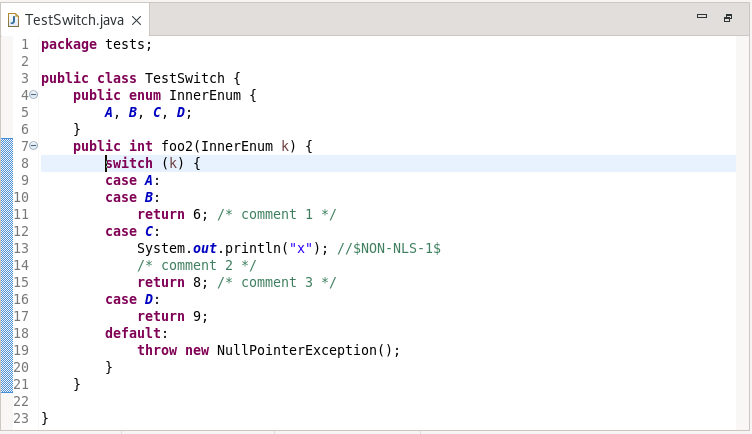 TestSwitch.java
1 package tests;
2
3 public class TestSwitch {
4     public enum InnerEnum {
5         A, B, C, D;
6     }
7     public int foo2(InnerEnum k) {
8         switch (k) {
9         case A:
10         case B:
11             return 6; /* comment 1 */
12         case C:
13             System.out.println("x"); //$NON-NLS-1$
14             /* comment 2 */
15             return 8; /* comment 3 */
16         case D:
17             return 9;
18         default:
19             throw new NullPointerException();
20         }
21     }
22
23 }